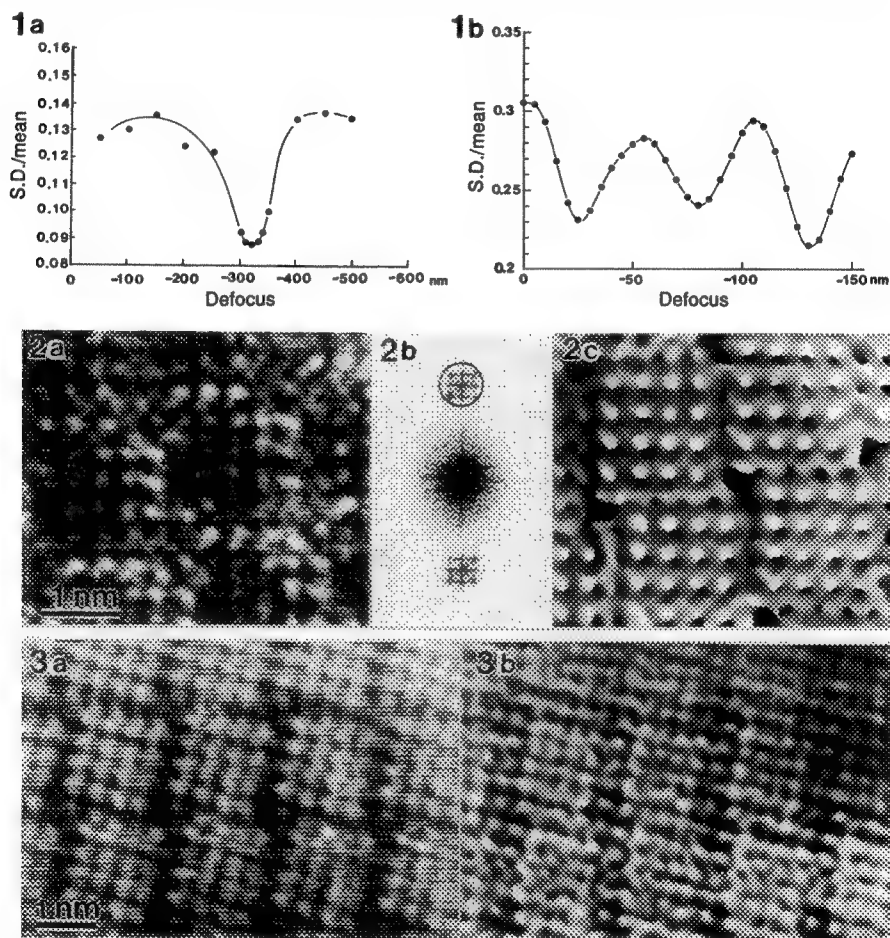 1a
0.16
0.15
0.14
0.13
0.12
0.11
0.10
0.09
0.08
S.D./mean
0
-100
-200
-300
-400
-500
-600
nm
Defocus
1b
0.35
0.3
0.25
0.2
S.D./mean
0
-50
-100
-150
nm
Defocus
2a
1 nm
2b
2c
3a
1 nm
3b